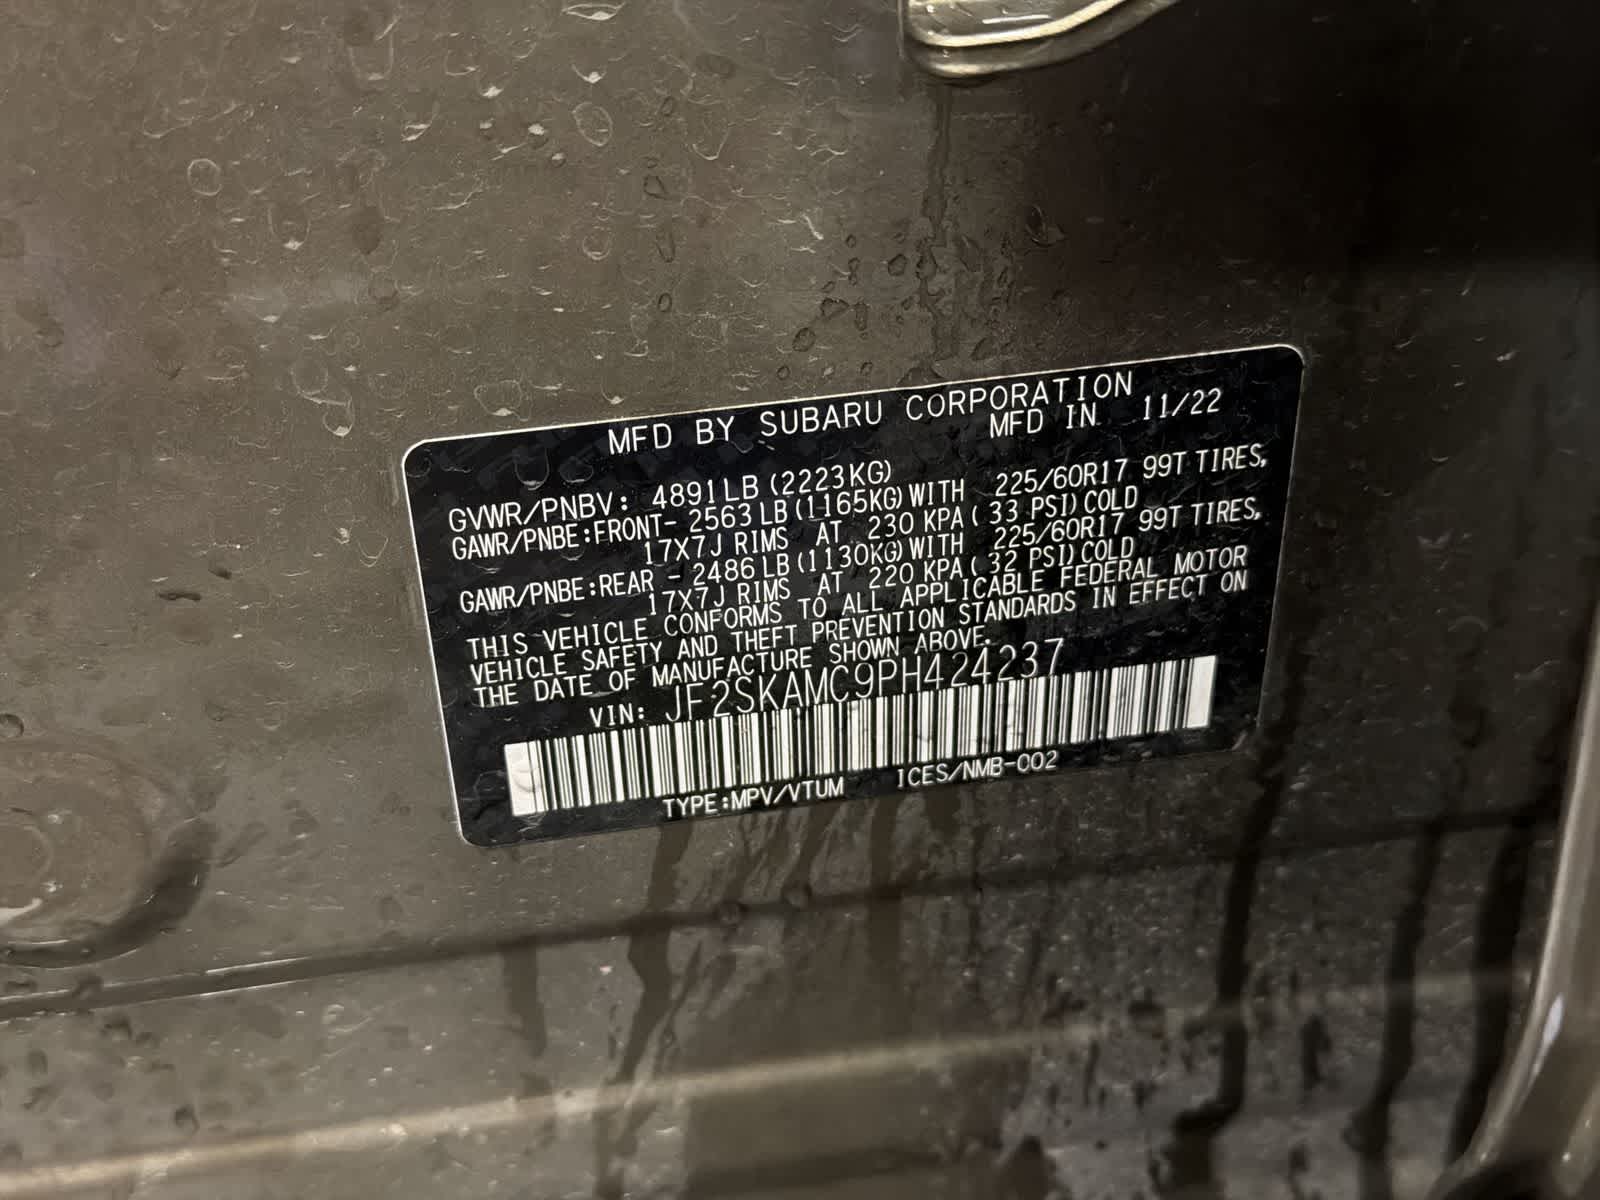 MFD BY SUBARU CORPORATION
MFD IN 11/22
GVWR/PNBV: 4891LB (2223KG)
GAWR/PNBE:FRONT- 2563LB (1165KG) WITH 225/60R17 99T TIRES,
17X7J RIMS AT 230 KPA ( 33 PSI) COLD
GAWR/PNBE:REAR - 2486LB (1130KG) WITH 225/60R17 99T TIRES,
17X7J RIMS AT 220 KPA ( 32 PSI) COLD
THIS VEHICLE CONFORMS TO ALL APPLICABLE FEDERAL MOTOR
VEHICLE SAFETY AND THEFT PREVENTION STANDARDS IN EFFECT ON
THE DATE OF MANUFACTURE SHOWN ABOVE.
VIN: JF2SKAMC9PH424237
TYPE:MPV/VTUM ICES/NMB-002